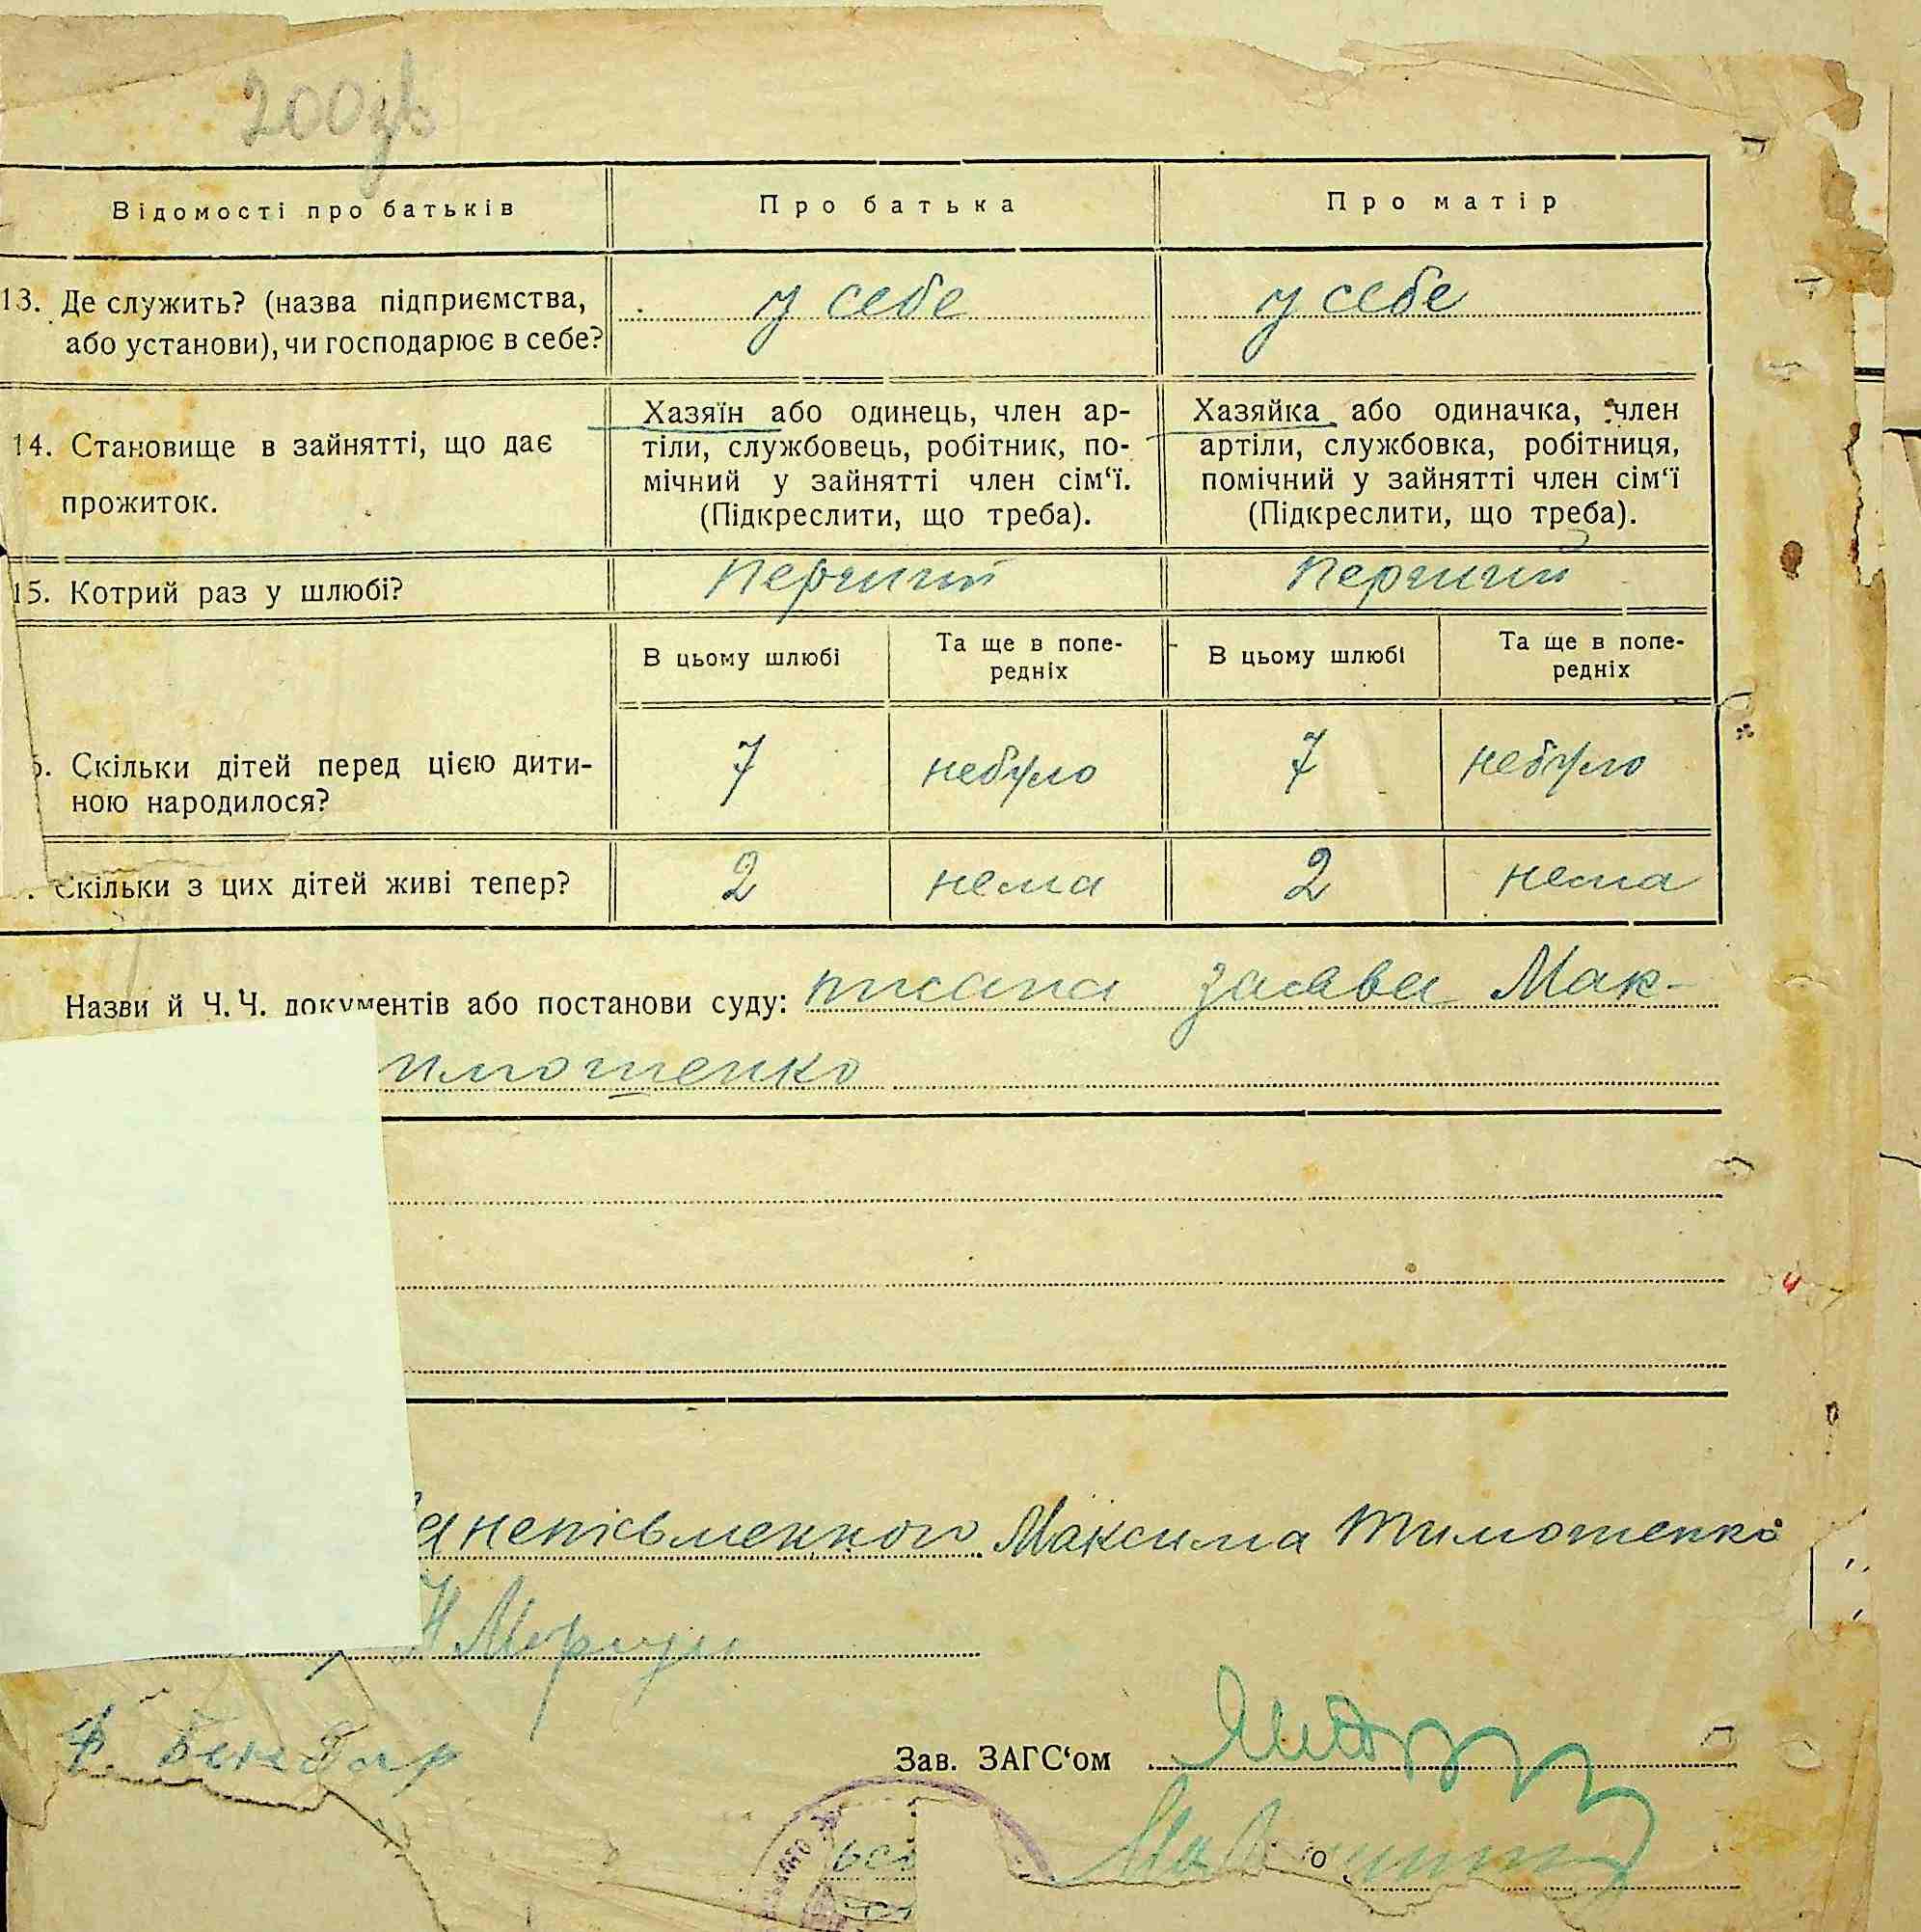 200зв
Відомості про батьків Про батька Про матір
13. Де служить? (назва підприємства, у себе у себе
або установи), чи господарює в себе?
Хазяїн або одинець, член ар- Хазяйка або одиначка, член
14. Становище в зайнятті, що дає тіли, службовець, робітник, по- артіли, службовка, робітниця,
мічний у зайнятті член сім‘ї. помічний у зайнятті член сім‘ї
прожиток. (Підкреслити, що треба). (Підкреслити, що треба).
15. Котрий раз у шлюбі? Перший Перший
В цьому шлюбі Та ще в попе- В цьому шлюбі Та ще в попе-
редніх редніх
Скільки дітей перед цією дити- 7 небуло 7 небуло
ною народилося?
Скільки з цих дітей живі тепер? 2 нема 2 нема
Назви й Ч. Ч. документів або постанови суду: писана заява Мак-
имошенко
за неписьменного Максима Тимошенко
Зав. ЗАГС‘ом